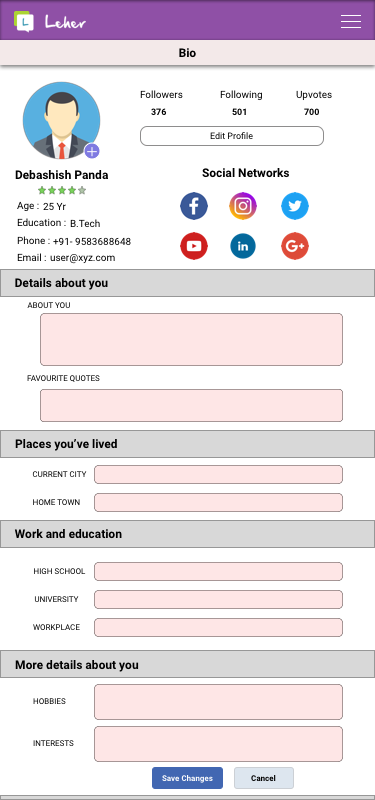 L Leher
Bio
Followers Following Upvotes
376 501 700
Edit Profile
Debashish Panda
Social Networks
Age : 25 Yr
Education : B.Tech
Phone : +91- 9583688648
Email : user@xyz.com
f
in
G+
Details about you
ABOUT YOU
FAVOURITE QUOTES
Places you've lived
CURRENT CITY
HOME TOWN
Work and education
HIGH SCHOOL
UNIVERSITY
WORKPLACE
More details about you
HOBBIES
INTERESTS
Save Changes Cancel